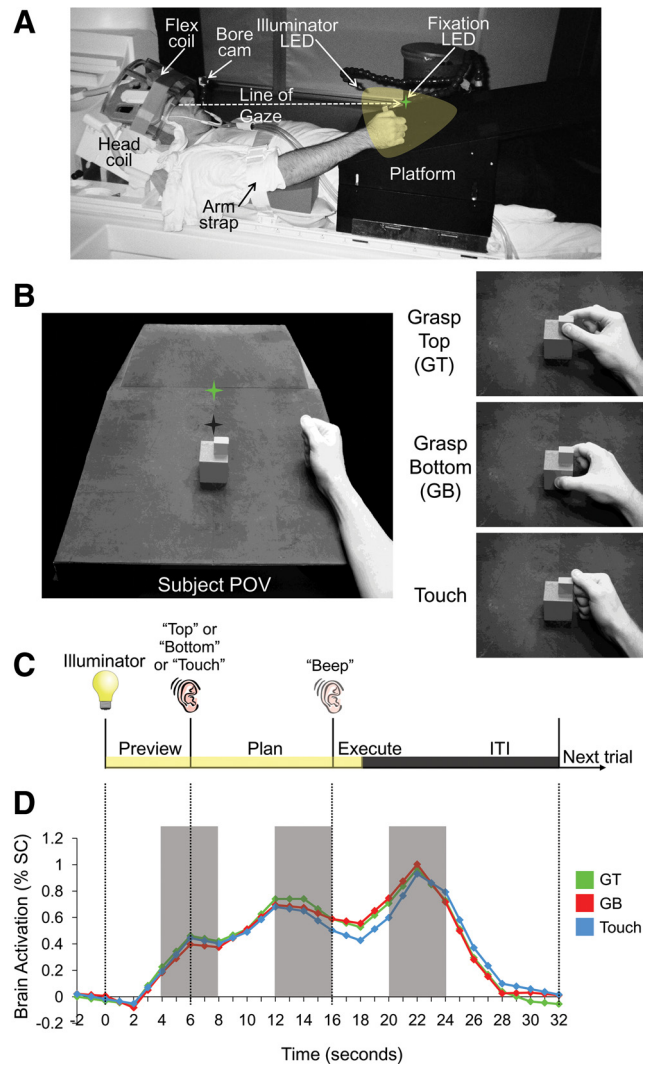 A
Flex
coil
Bore
cam
Illuminator
LED
Fixation
LED
Line of
Gaze
Head
coil
Platform
Arm
strap
B
Grasp
Top
(GT)
Grasp
Bottom
(GB)
Touch
Subject POV
C
Illuminator
“Top” or
“Bottom”
or “Touch”
“Beep”
Preview
Plan
Execute
ITI
Next trial
D
Brain Activation (% SC)
1.2
1
0.8
0.6
0.4
0.2
0
-0.2
-2 0 2 4 6 8 10 12 14 16 18 20 22 24 26 28 30 32
Time (seconds)
GT
GB
Touch